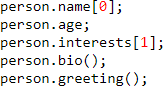 person.name[0];
person.age;
person.interests[1];
person.bio();
person.greeting();